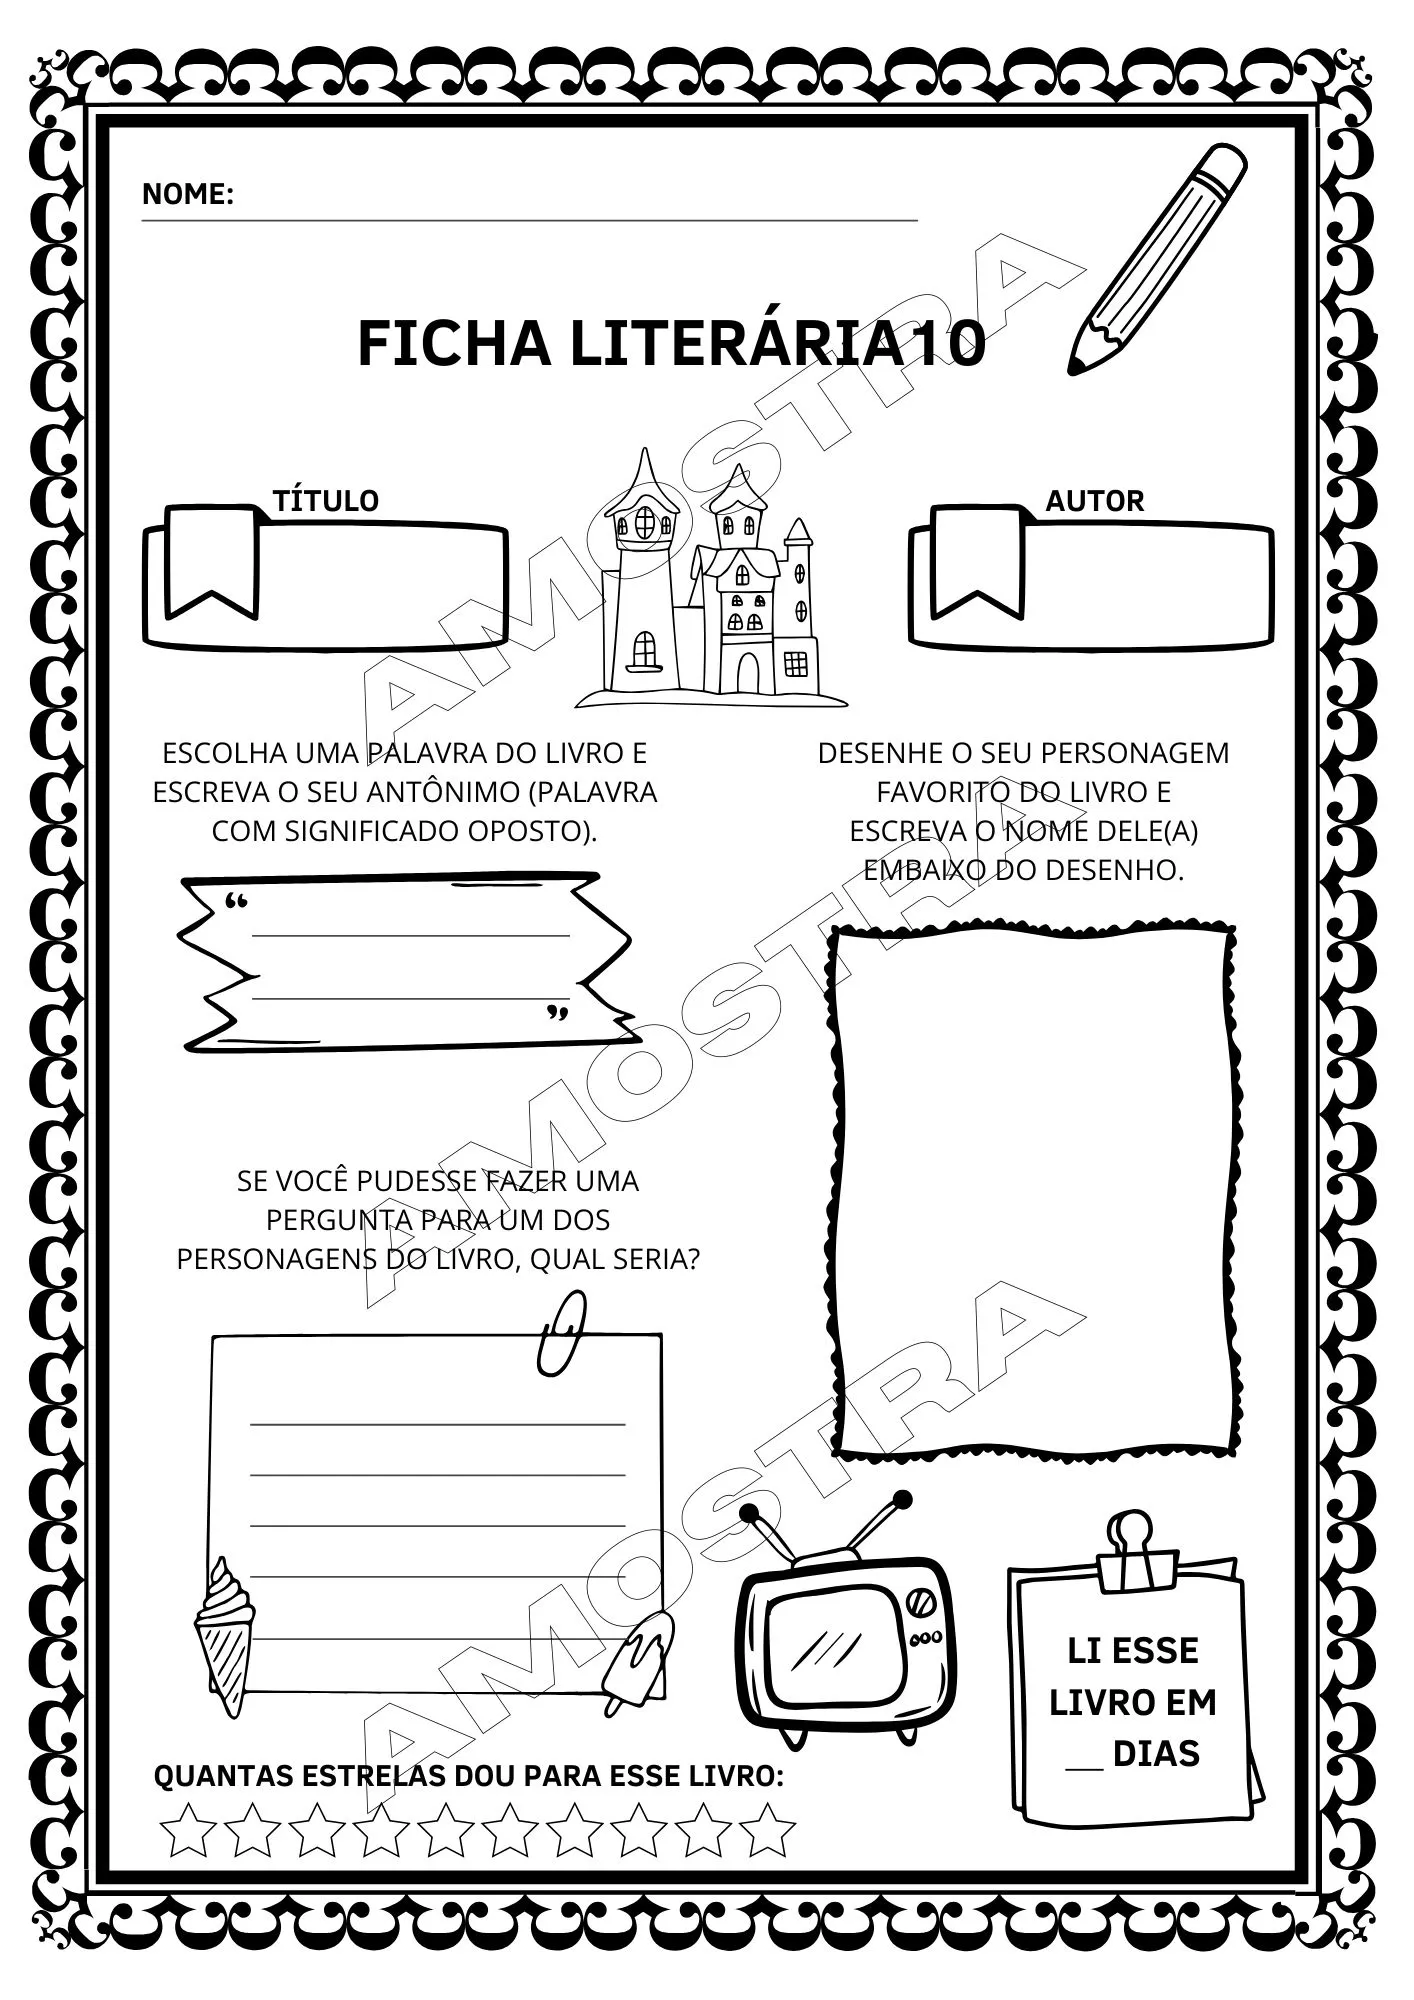 NOME:
FICHA LITERÁRIA10
TÍTULO
AUTOR
ESCOLHA UMA PALAVRA DO LIVRO E
ESCREVA O SEU ANTÔNIMO (PALAVRA
COM SIGNIFICADO OPOSTO).
DESENHE O SEU PERSONAGEM
FAVORITO DO LIVRO E
ESCREVA O NOME DELE(A)
EMBAIXO DO DESENHO.
“
”
SE VOCÊ PUDESSE FAZER UMA
PERGUNTA PARA UM DOS
PERSONAGENS DO LIVRO, QUAL SERIA?
LI ESSE
LIVRO EM
__ DIAS
QUANTAS ESTRELAS DOU PARA ESSE LIVRO:
AMOSTRA
AMOSTRA
AMOSTRA